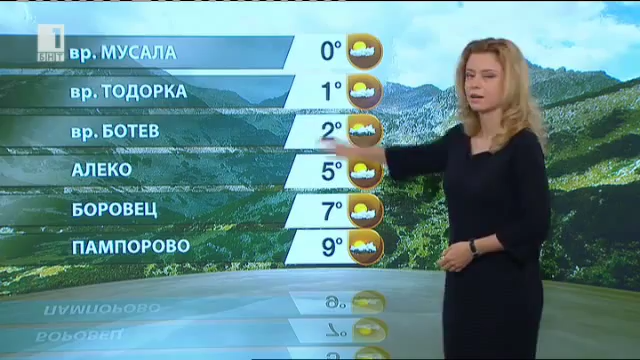 1
БНТ
вр. МУСАЛА 0°
вр. ТОДОРКА 1°
вр. БОТЕВ 2°
АЛЕКО 5°
БОРОВЕЦ 7°
ПАМПОРОВО 9°